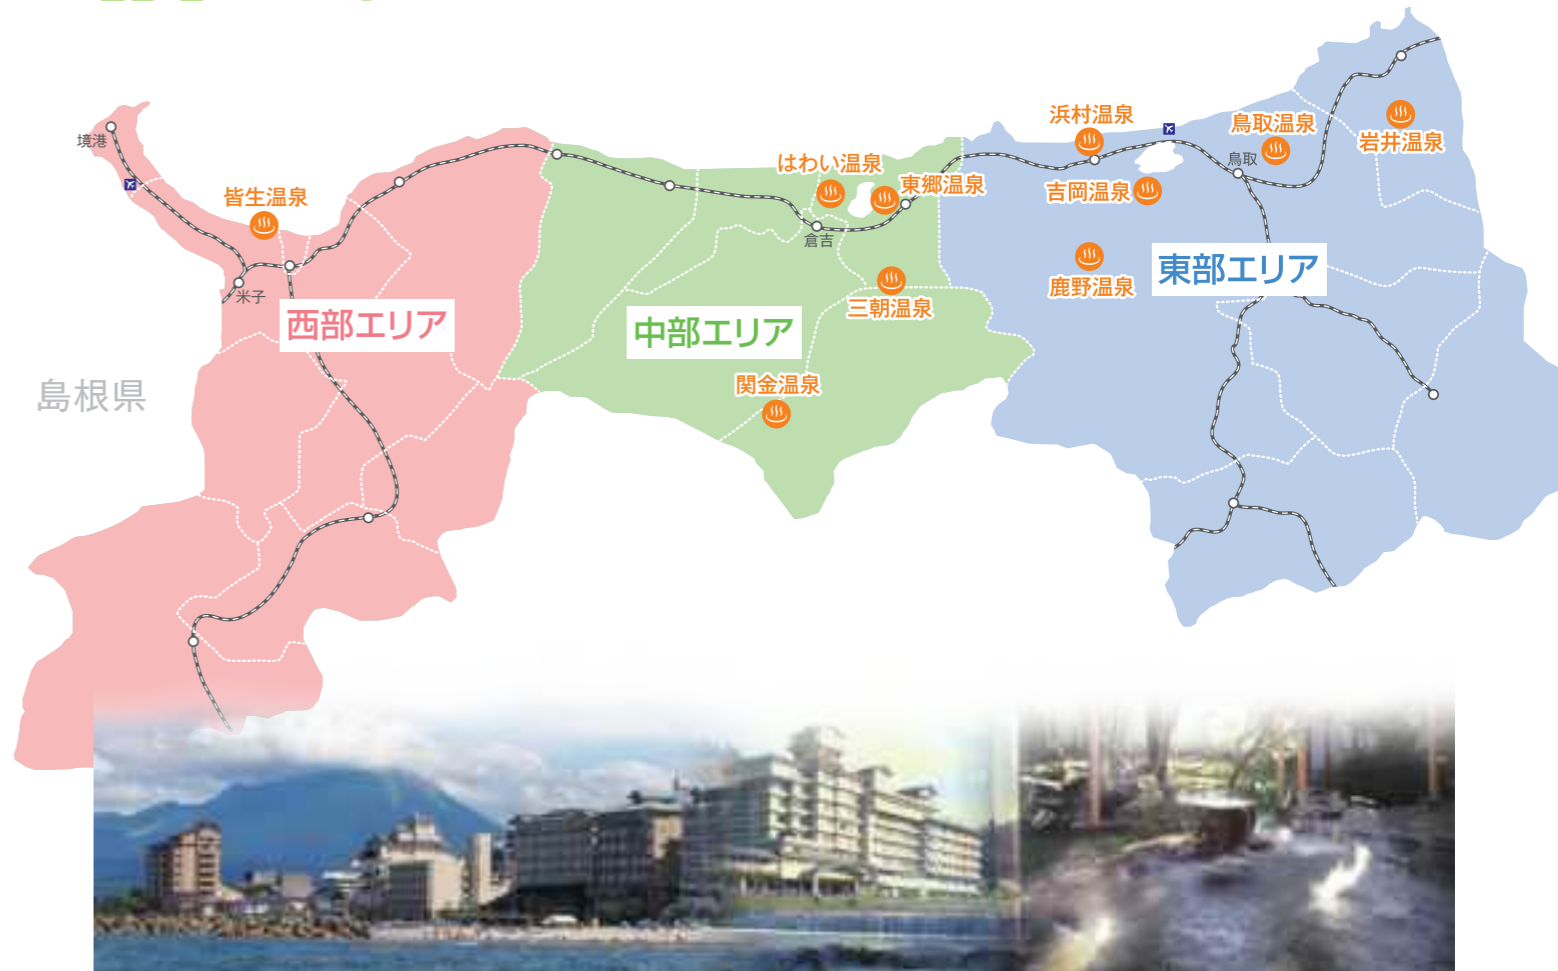 境港
皆生温泉
米子
西部エリア
島根県
はわい温泉
東郷温泉
倉吉
三朝温泉
中部エリア
関金温泉
浜村温泉
鳥取温泉
岩井温泉
鳥取
吉岡温泉
鹿野温泉
東部エリア